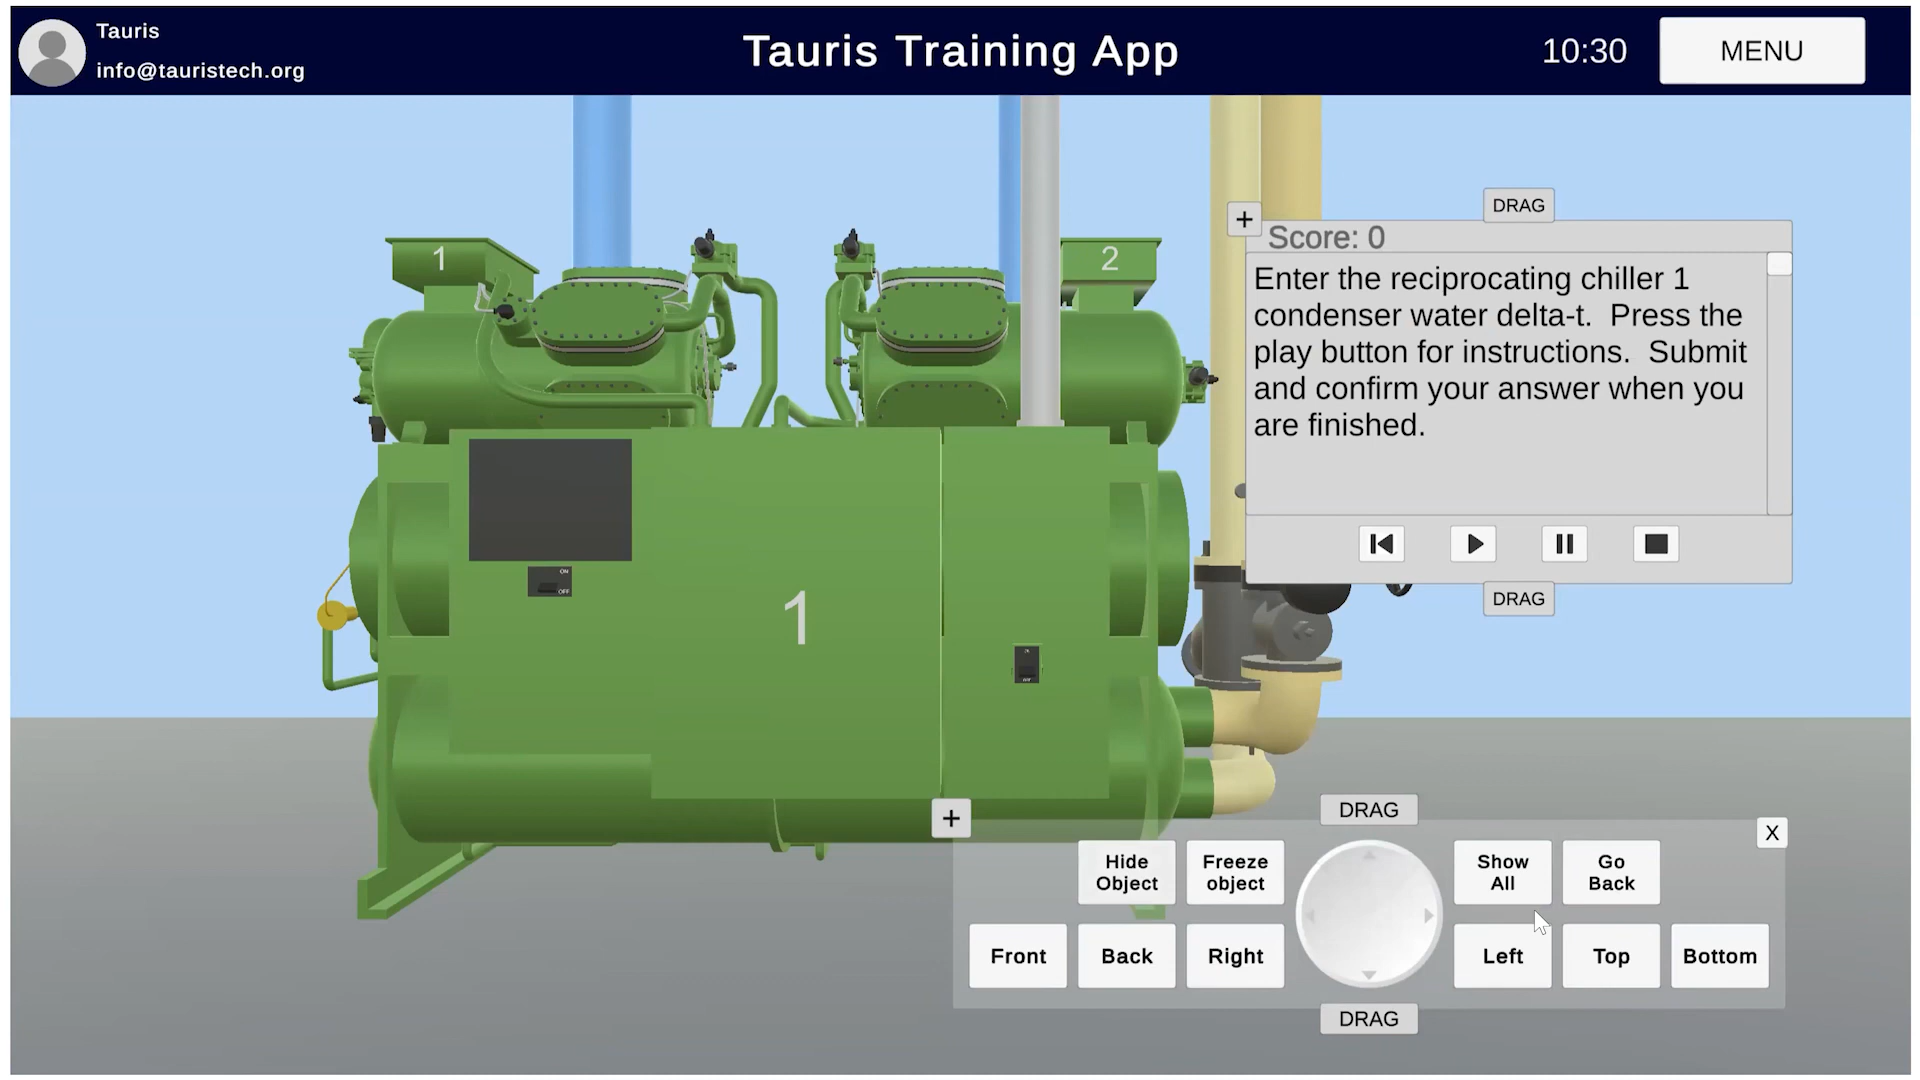 Tauris
info@tauristech.org
Tauris Training App
10:30
MENU
1
2
DRAG
+
Score: 0
Enter the reciprocating chiller 1
condenser water delta-t.  Press the
play button for instructions.  Submit
and confirm your answer when you
are finished.
ON
OFF
1
DRAG
+
DRAG
X
Hide
Object
Freeze
object
Show
All
Go
Back
Front
Back
Right
Left
Top
Bottom
DRAG